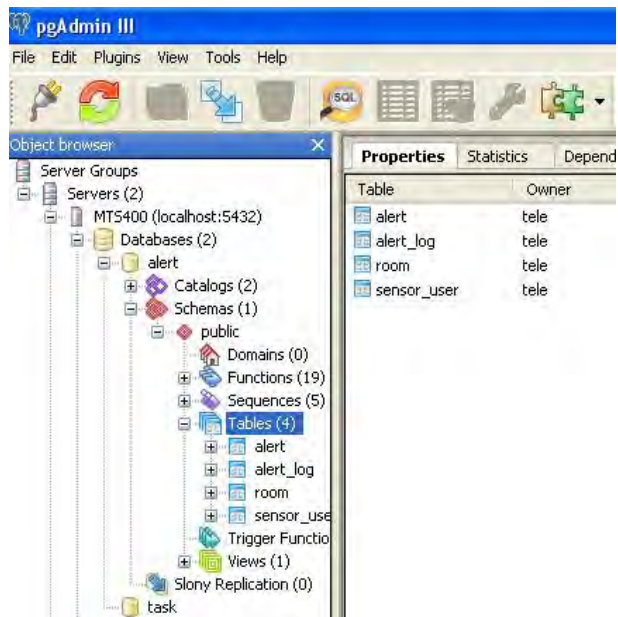 pgAdmin III
File Edit Plugins View Tools Help
SQL
Object browser X
Server Groups
Servers (2)
MTS400 (localhost:5432)
Databases (2)
alert
Catalogs (2)
Schemas (1)
public
Domains (0)
Functions (19)
Sequences (5)
Tables (4)
alert
alert_log
room
sensor_use
Trigger Functio
Views (1)
Slony Replication (0)
task
Properties Statistics Depend
Table Owner
alert tele
alert_log tele
room tele
sensor_user tele